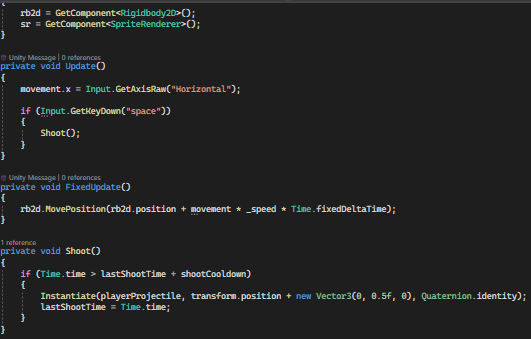 {
rb2d = GetComponent<Rigidbody2D>();
sr = GetComponent<SpriteRenderer>();
}
Unity Message | 0 references
private void Update()
{
movement.x = Input.GetAxisRaw("Horizontal");
if (Input.GetKeyDown("space"))
{
Shoot();
}
}
Unity Message | 0 references
private void FixedUpdate()
{
rb2d.MovePosition(rb2d.position + movement * _speed * Time.fixedDeltaTime);
}
1 reference
private void Shoot()
{
if (Time.time > lastShootTime + shootCooldown)
{
Instantiate(playerProjectile, transform.position + new Vector3(0, 0.5f, 0), Quaternion.identity);
lastShootTime = Time.time;
}
}